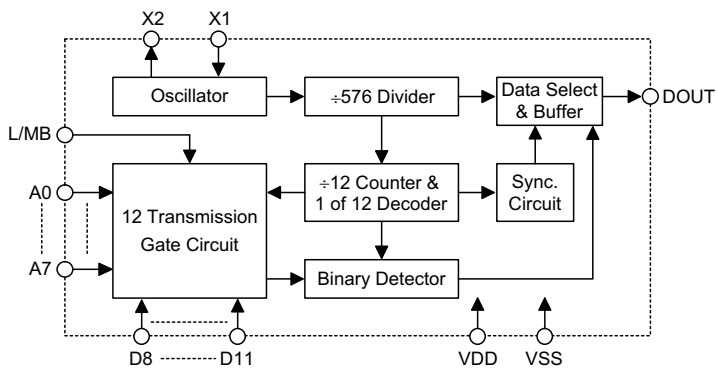 X2 X1
Oscillator
÷576 Divider
Data Select
& Buffer
DOUT
L/MB
A0
A7
12 Transmission
Gate Circuit
÷12 Counter &
1 of 12 Decoder
Sync.
Circuit
Binary Detector
D8 D11 VDD VSS